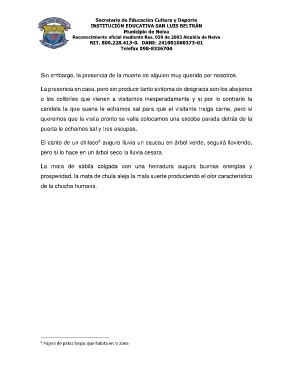 Secretaria de Educación Cultura y Deporte
INSTITUCIÓN EDUCATIVA SAN LUIS BELTRÁN
Municipio de Neiva
Reconocimiento oficial mediante Res. 059 de 2003 Alcaldía de Neiva
NIT. 800.228.413-0. DANE: 241001060373-01
Telefax 098-8336704
Sin embargo, la presencia de la muerte de alguien muy querido por nosotros.
La presencia en casa, pero sin producir tanto síntoma de desgracia son los abejones
o los colibríes que vienen a visitarnos inesperadamente y si por lo contrario la
candela que la suena le echamos sal para que el visitante traiga carne, pero si
queremos que la visita pronto se valla colocamos una escoba parada detrás de la
puerta le echamos sal y tres escupas.
El canto de un chilaco⁶ augura lluvia un caucau en árbol verde, seguirá lloviendo,
pero si lo hace en un árbol seco la lluvia cesara.
La mata de sábila colgada con una herradura augura buenas energías y
prosperidad, la mata de chula aleja la mala suerte produciendo el olor característico
de la chucha humana.
⁶ Pájaro de patas largas que habita en la zona